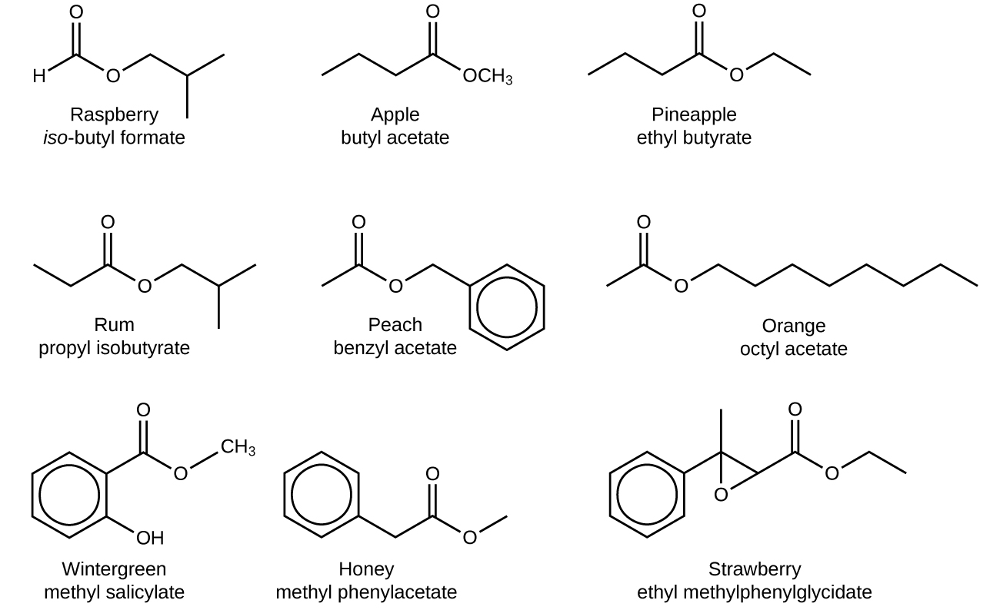 O
H
O
Raspberry
iso-butyl formate
O
OCH₃
Apple
butyl acetate
O
O
Pineapple
ethyl butyrate
O
O
Rum
propyl isobutyrate
O
O
Peach
benzyl acetate
O
O
Orange
octyl acetate
O
CH₃
O
OH
Wintergreen
methyl salicylate
O
O
Honey
methyl phenylacetate
O
O
O
Strawberry
ethyl methylphenylglycidate